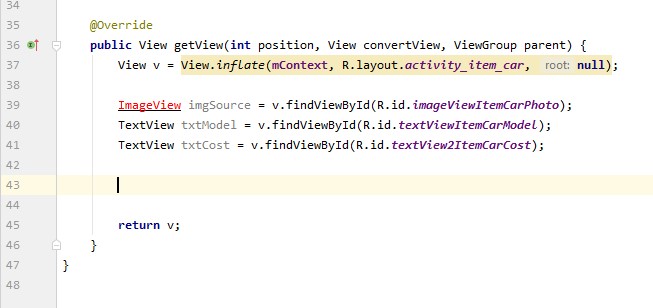 34
35 @Override
36 public View getView(int position, View convertView, ViewGroup parent) {
37 View v = View.inflate(mContext, R.layout.activity_item_car, root: null);
38
39 ImageView imgSource = v.findViewById(R.id.imageViewItemCarPhoto);
40 TextView txtModel = v.findViewById(R.id.textViewItemCarModel);
41 TextView txtCost = v.findViewById(R.id.textView2ItemCarCost);
42
43
44
45 return v;
46 }
47 }
48